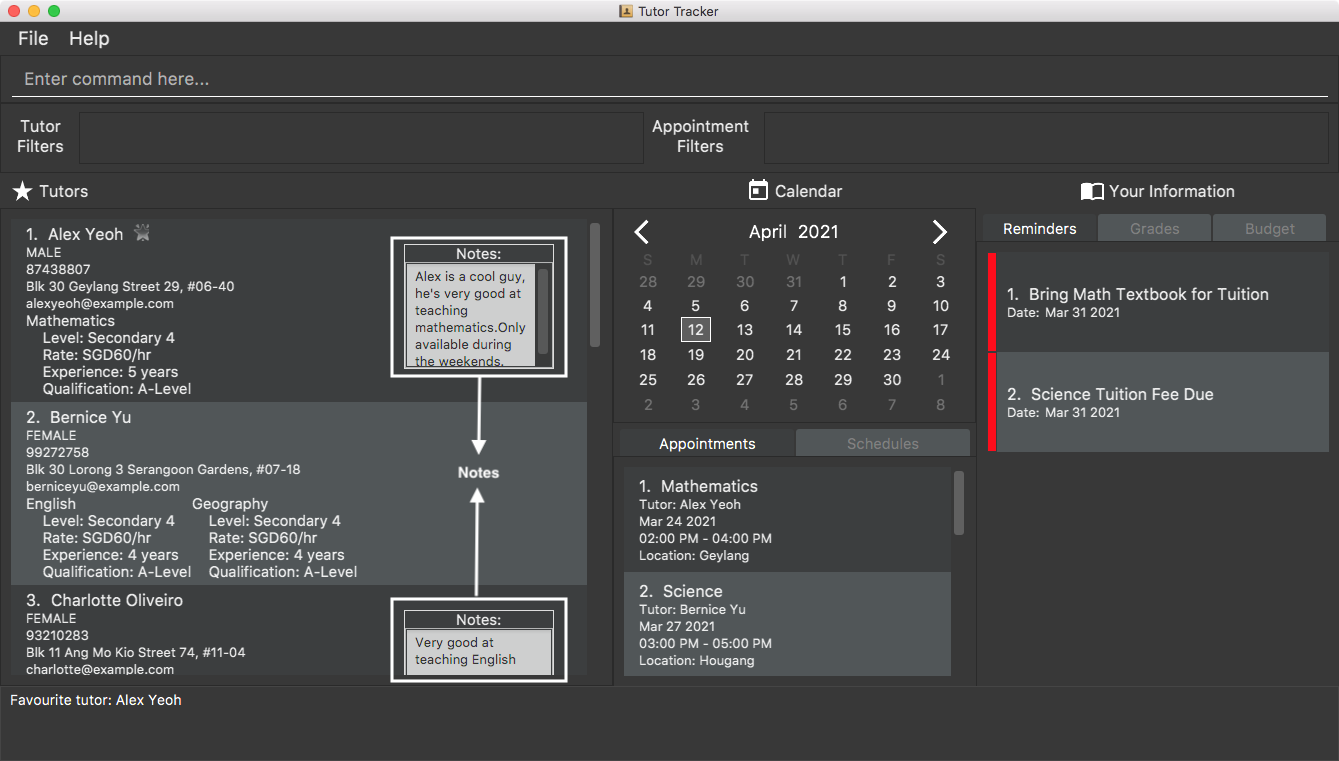 Tutor Tracker
File Help
Enter command here...
Tutor
Filters
Appointment
Filters
Tutors
1. Alex Yeoh
MALE
87438807
Blk 30 Geylang Street 29, #06-40
alexyeoh@example.com
Mathematics
Level: Secondary 4
Rate: SGD60/hr
Experience: 5 years
Qualification: A-Level
Notes:
Alex is a cool guy,
he's very good at
teaching
mathematics.Only
available during
the weekends.
2. Bernice Yu
FEMALE
99272758
Blk 30 Lorong 3 Serangoon Gardens, #07-18
berniceyu@example.com
English
Level: Secondary 4
Rate: SGD60/hr
Experience: 4 years
Qualification: A-Level
Geography
Level: Secondary 4
Rate: SGD60/hr
Experience: 4 years
Qualification: A-Level
Notes
3. Charlotte Oliveiro
FEMALE
93210283
Blk 11 Ang Mo Kio Street 74, #11-04
charlotte@example.com
Notes:
Very good at
teaching English
Calendar
April 2021
S M T W T F S
28 29 30 31 1 2 3
4 5 6 7 8 9 10
11 12 13 14 15 16 17
18 19 20 21 22 23 24
25 26 27 28 29 30 1
2 3 4 5 6 7 8
Appointments Schedules
1. Mathematics
Tutor: Alex Yeoh
Mar 24 2021
02:00 PM - 04:00 PM
Location: Geylang
2. Science
Tutor: Bernice Yu
Mar 27 2021
03:00 PM - 05:00 PM
Location: Hougang
Your Information
Reminders Grades Budget
1. Bring Math Textbook for Tuition
Date: Mar 31 2021
2. Science Tuition Fee Due
Date: Mar 31 2021
Favourite tutor: Alex Yeoh